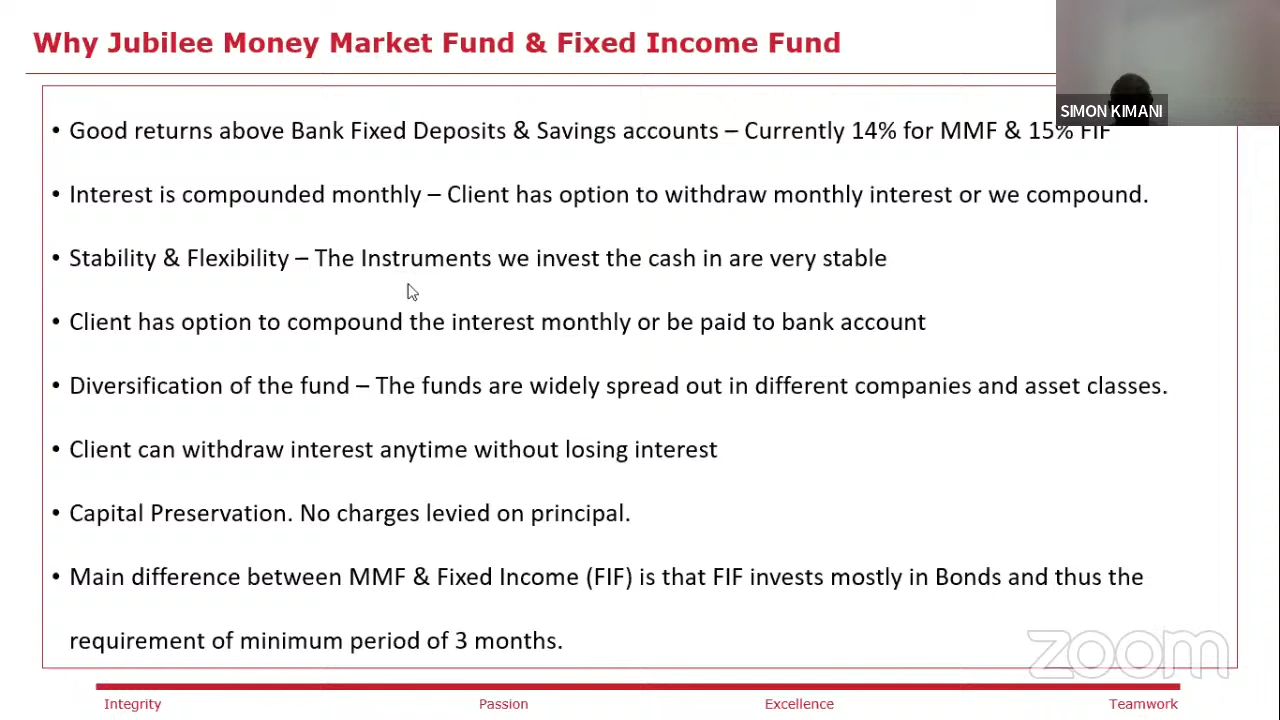 Why Jubilee Money Market Fund & Fixed Income Fund
SIMON KIMANI
• Good returns above Bank Fixed Deposits & Savings accounts – Currently 14% for MMF & 15% FIF
• Interest is compounded monthly – Client has option to withdraw monthly interest or we compound.
• Stability & Flexibility – The Instruments we invest the cash in are very stable
• Client has option to compound the interest monthly or be paid to bank account
• Diversification of the fund – The funds are widely spread out in different companies and asset classes.
• Client can withdraw interest anytime without losing interest
• Capital Preservation. No charges levied on principal.
• Main difference between MMF & Fixed Income (FIF) is that FIF invests mostly in Bonds and thus the
requirement of minimum period of 3 months.
zoom
Integrity Passion Excellence Teamwork